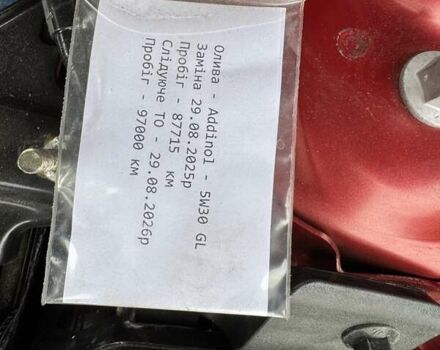 Олива - Addinol - 5W30 GL
Заміна 29.08.2025р
Пробіг - 87715 км
Слідуюче ТО - 29.08.2026р
Пробіг - 97000 км